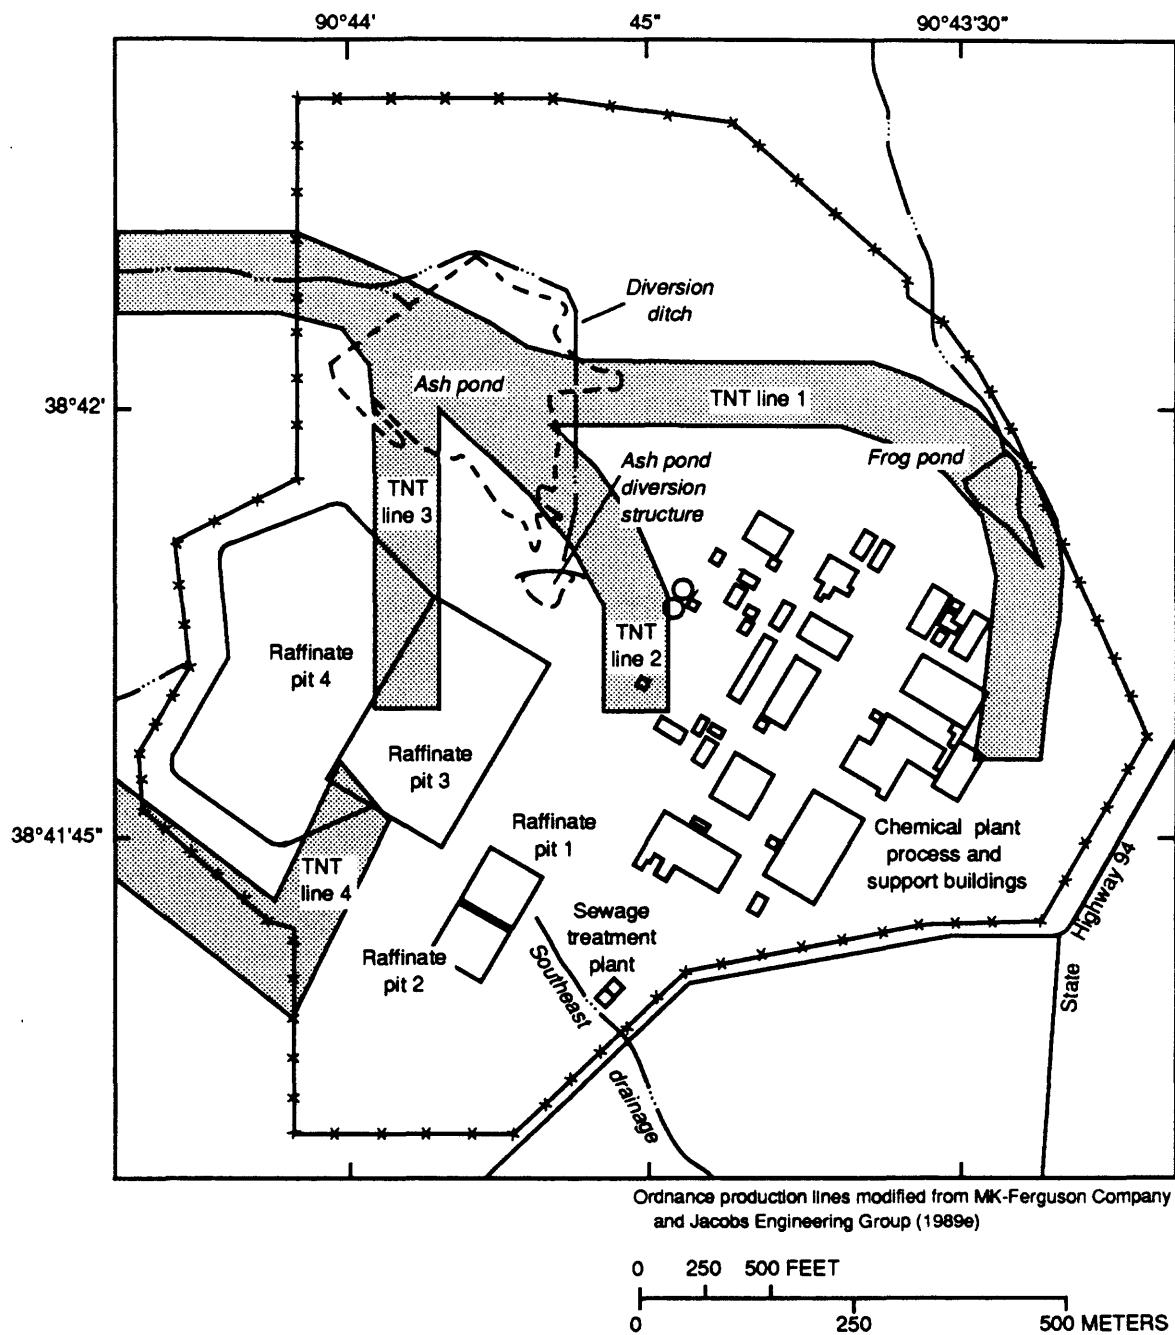 90°44'
45"
90°43'30"
Diversion
ditch
Ash pond
38°42'
TNT line 1
Frog pond
Ash pond
diversion
structure
TNT
line 3
TNT
line 2
Raffinate
pit 4
Raffinate
pit 3
38°41'45"
Raffinate
pit 1
Chemical plant
process and
support buildings
TNT
line 4
Highway 94
Sewage
treatment
plant
Raffinate
pit 2
Southeast
State
drainage
Ordnance production lines modified from MK-Ferguson Company
and Jacobs Engineering Group (1989e)
0 250 500 FEET
0 250 500 METERS